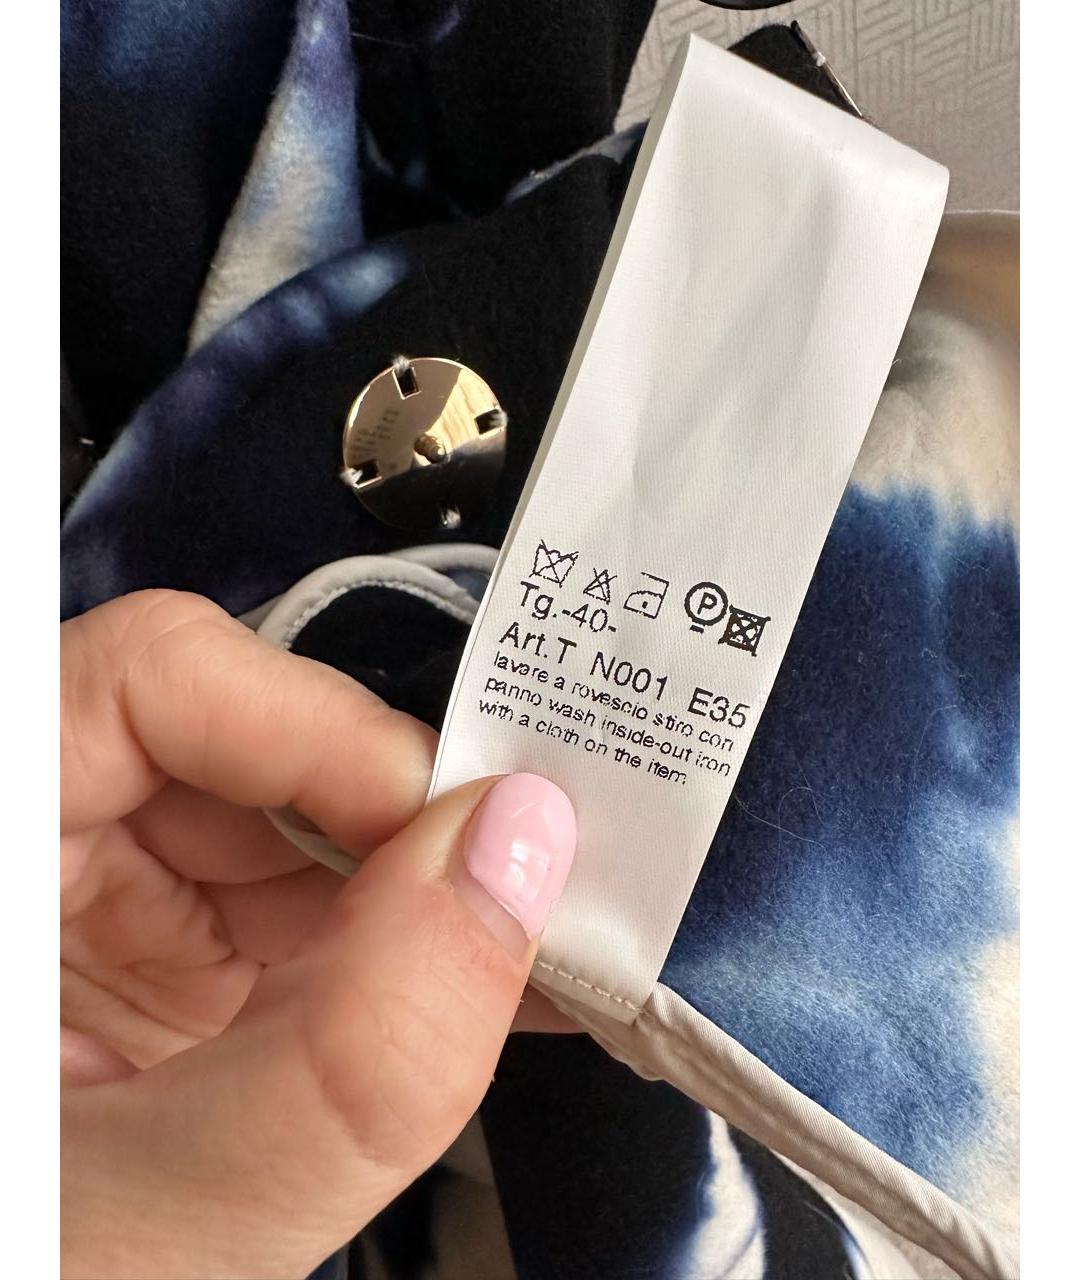 P
Tg.-40-
Art.T N001 E35
lavare a rovescio stiro con
panno wash inside-out iron
with a cloth on the item